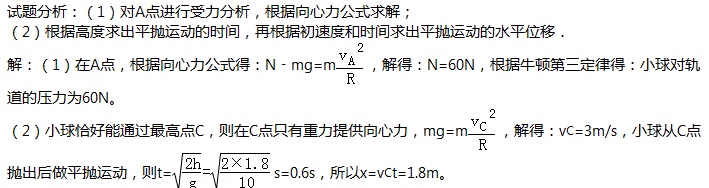 试题分析：（1）对A点进行受力分析，根据向心力公式求解；
（2）根据高度求出平抛运动的时间，再根据初速度和时间求出平抛运动的水平位移．
解：（1）在A点，根据向心力公式得：N﹣mg=m\frac{v_A^2}{R}，解得：N=60N，根据牛顿第三定律得：小球对轨
道的压力为60N。
（2）小球恰好能通过最高点C，则在C点只有重力提供向心力，mg=m\frac{v_C^2}{R}，解得：vC=3m/s，小球从C点
抛出后做平抛运动，则t=\sqrt{\frac{2h}{g}}=\sqrt{\frac{2×1.8}{10}}s=0.6s，所以x=vCt=1.8m。